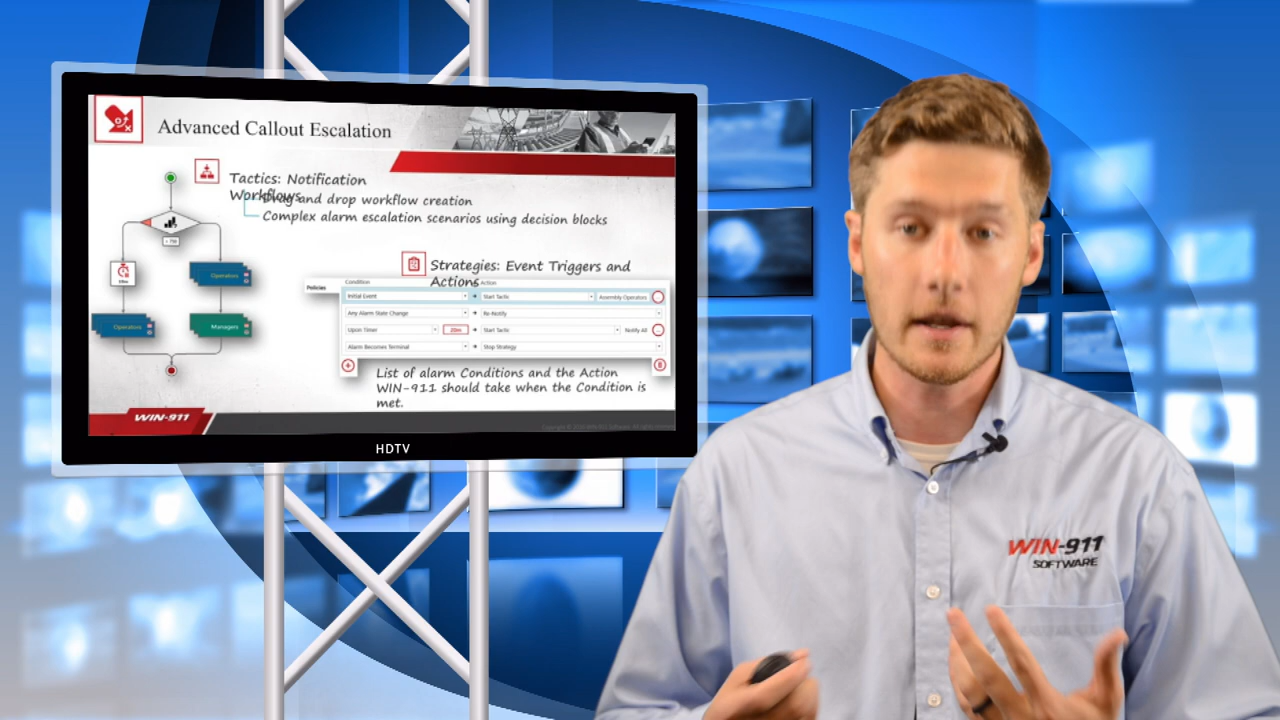 Advanced Callout Escalation
Tactics: Notification
Workflows
Drag and drop workflow creation
Complex alarm escalation scenarios using decision blocks
> 750
Operators
Operators
Managers
Strategies: Event Triggers and
Actions
Policies
Condition Action
Initial Event Start Tactic Assembly Operators
Any Alarm State Change Re-Notify
Upon Timer 20m Start Tactic Notify All
Alarm Becomes Terminal Stop Strategy
List of alarm Conditions and the Action
WIN-911 should take when the Condition is
met.
WIN-911
HDTV
WIN-911
SOFTWARE